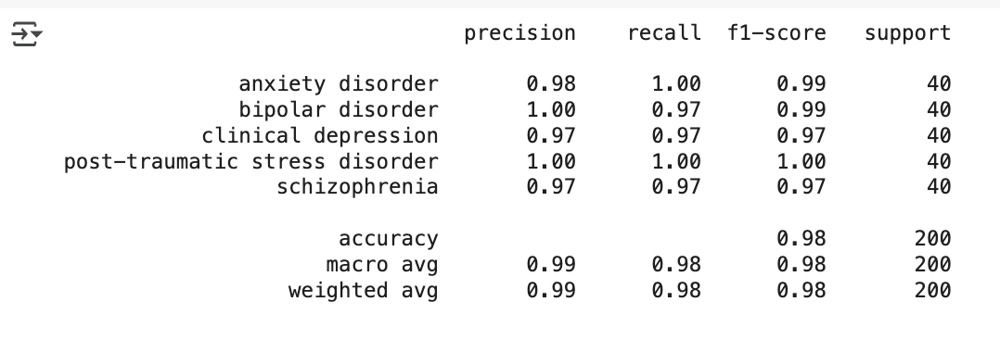 precision recall f1-score support
anxiety disorder 0.98 1.00 0.99 40
bipolar disorder 1.00 0.97 0.99 40
clinical depression 0.97 0.97 0.97 40
post-traumatic stress disorder 1.00 1.00 1.00 40
schizophrenia 0.97 0.97 0.97 40
accuracy 0.98 200
macro avg 0.99 0.98 0.98 200
weighted avg 0.99 0.98 0.98 200